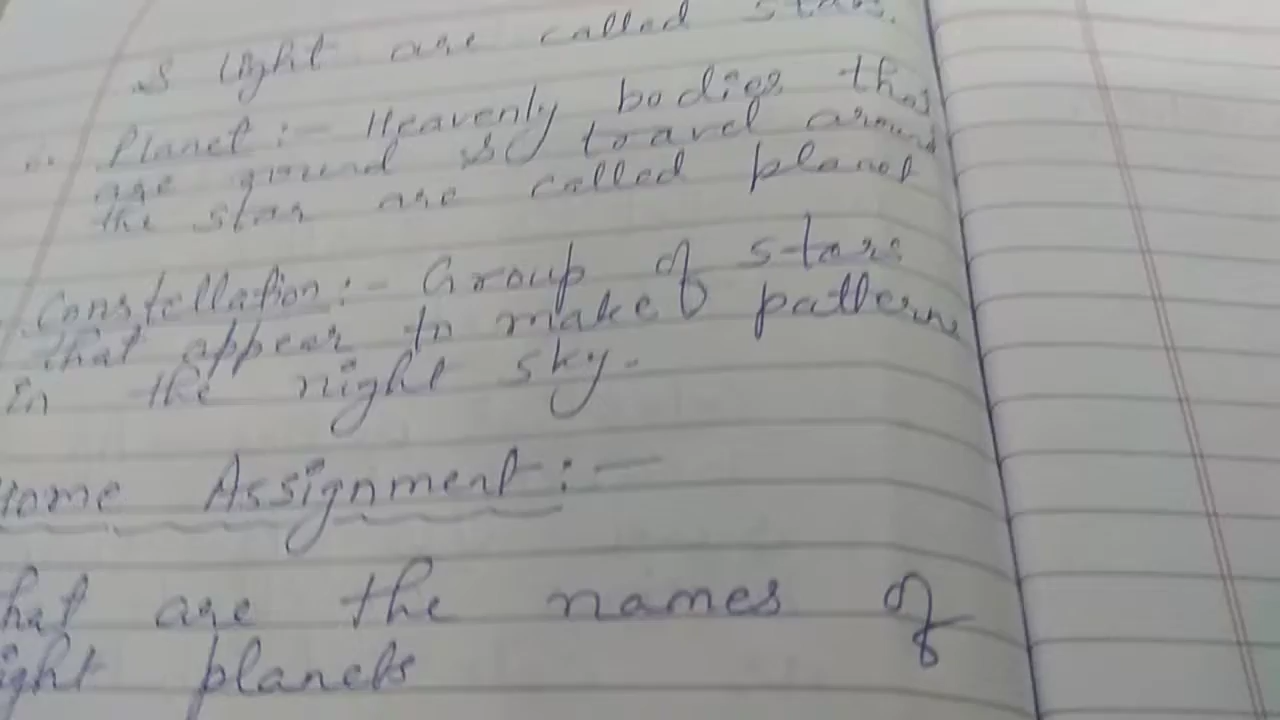 s light are called stars.
Planet :- Heavenly bodies that
are ground travel around
the star are called planet
Constellation :- Group of stars
that appear to make pattern
in the night sky.
Home Assignment :-
hat are the names of
ight planets